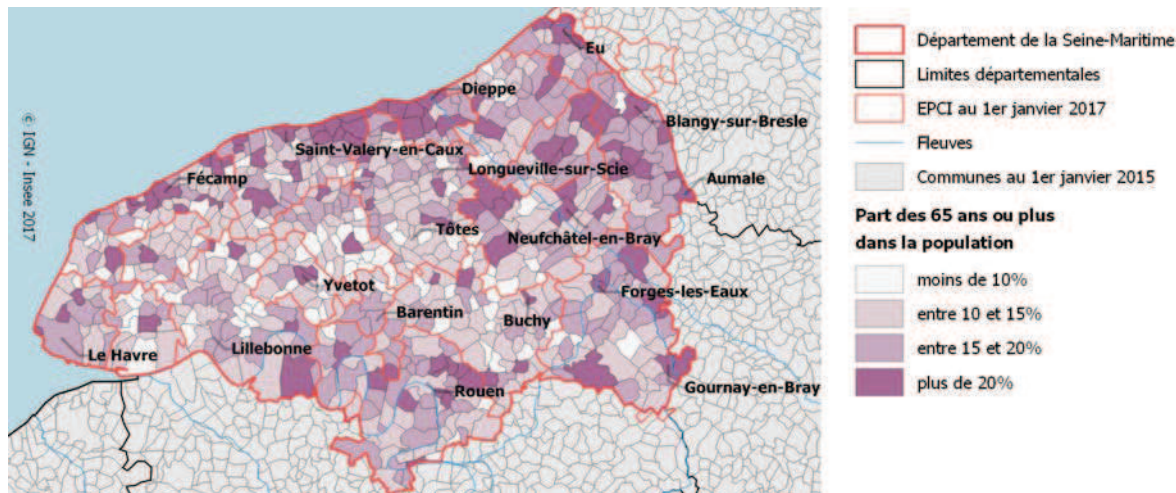 Eu
Dieppe
Blangy-sur-Bresle
Saint-Valery-en-Caux
Longueville-sur-Scie
Fécamp
Aumale
Tôtes
Neufchâtel-en-Bray
Yvetot
Forges-les-Eaux
Barentin
Buchy
Le Havre
Lillebonne
Rouen
Gournay-en-Bray
© IGN - Insee 2017
Département de la Seine-Maritime
Limites départementales
EPCI au 1er janvier 2017
Fleuves
Communes au 1er janvier 2015
Part des 65 ans ou plus
dans la population
moins de 10%
entre 10 et 15%
entre 15 et 20%
plus de 20%